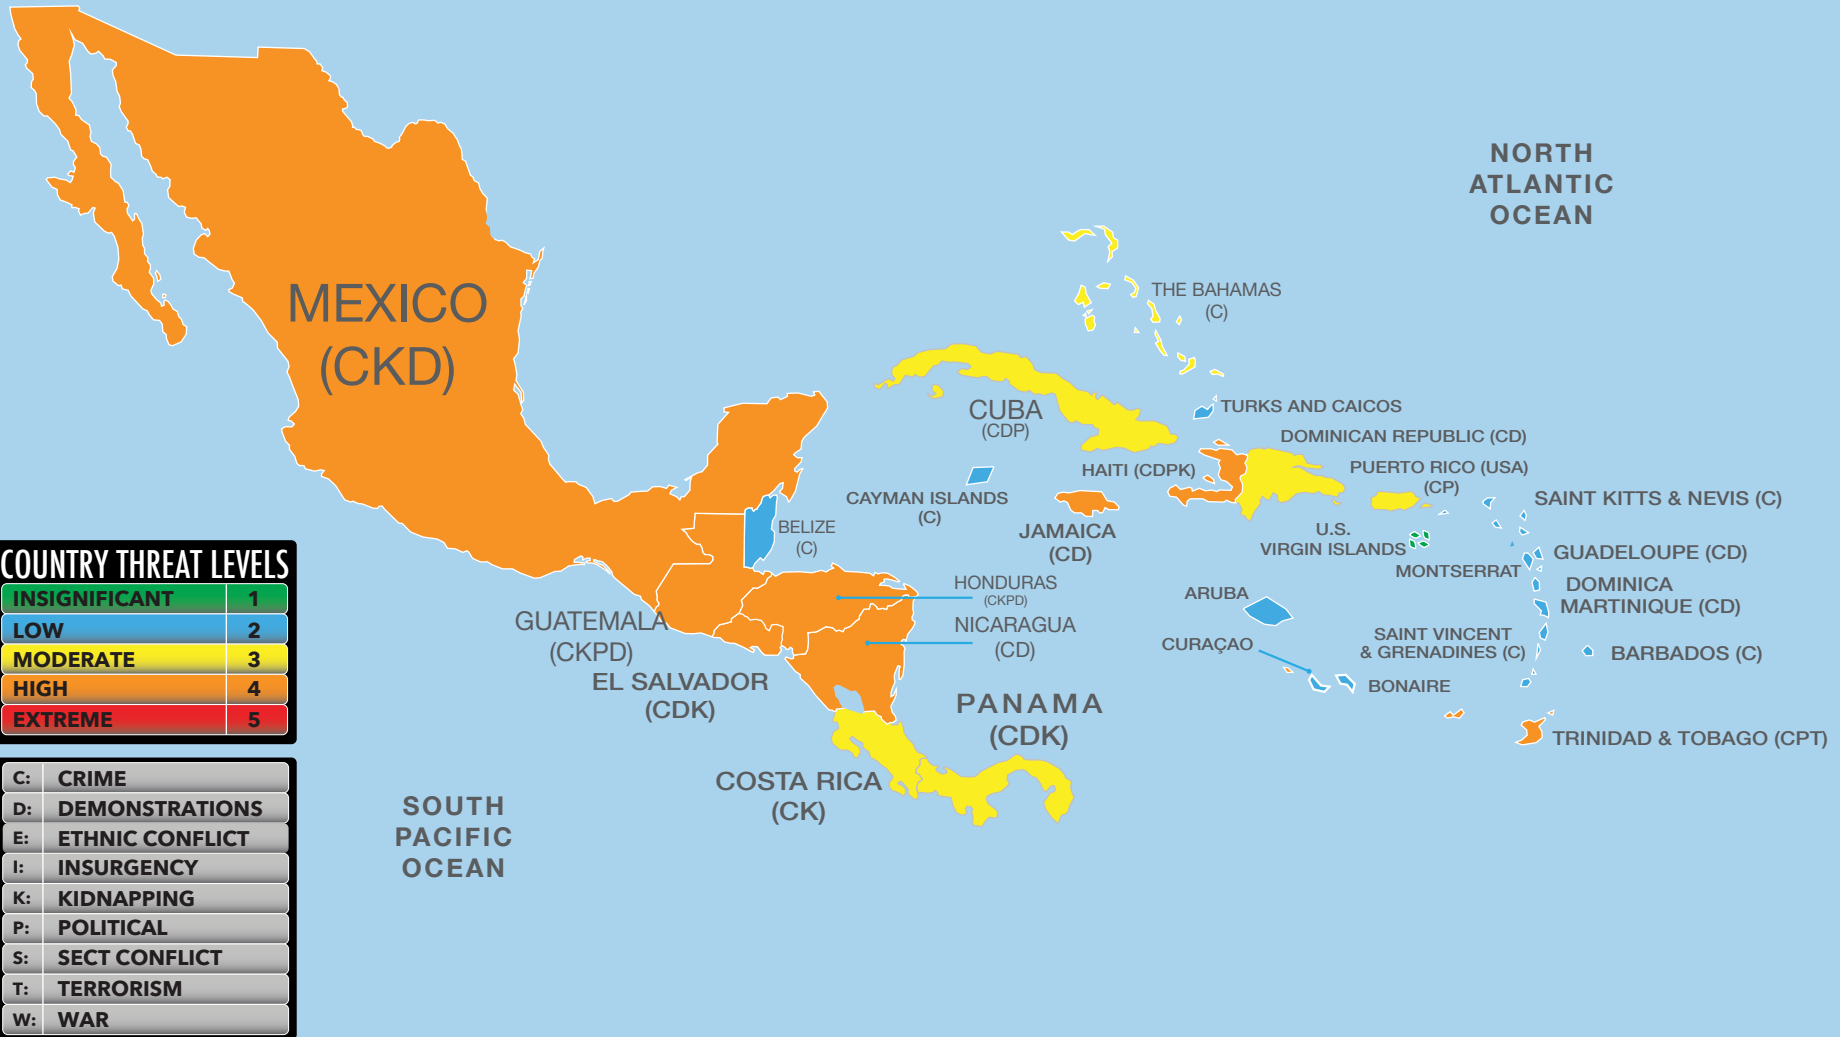 NORTH
ATLANTIC
OCEAN
MEXICO
(CKD)
THE BAHAMAS
(C)
CUBA
(CDP)
TURKS AND CAICOS
DOMINICAN REPUBLIC (CD)
HAITI (CDPK)
PUERTO RICO (USA)
(CP)
CAYMAN ISLANDS
(C)
SAINT KITTS & NEVIS (C)
JAMAICA
(CD)
BELIZE
(C)
U.S.
VIRGIN ISLANDS
GUADELOUPE (CD)
MONTSERRAT
DOMINICA
MARTINIQUE (CD)
HONDURAS
(CKPD)
ARUBA
GUATEMALA
(CKPD)
NICARAGUA
(CD)
CURAÇAO
SAINT VINCENT
& GRENADINES (C)
BARBADOS (C)
BONAIRE
EL SALVADOR
(CDK)
PANAMA
(CDK)
TRINIDAD & TOBAGO (CPT)
COSTA RICA
(CK)
SOUTH
PACIFIC
OCEAN
COUNTRY THREAT LEVELS
INSIGNIFICANT 1
LOW 2
MODERATE 3
HIGH 4
EXTREME 5
C: CRIME
D: DEMONSTRATIONS
E: ETHNIC CONFLICT
I: INSURGENCY
K: KIDNAPPING
P: POLITICAL
S: SECT CONFLICT
T: TERRORISM
W: WAR